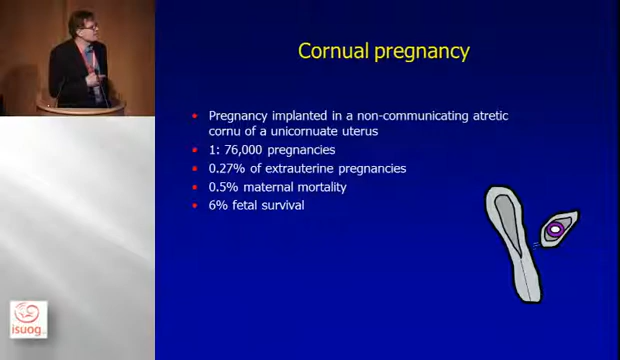 Cornual pregnancy
Pregnancy implanted in a non-communicating atretic
cornu of a unicornuate uterus
1: 76,000 pregnancies
0.27% of extrauterine pregnancies
0.5% maternal mortality
6% fetal survival
isuog